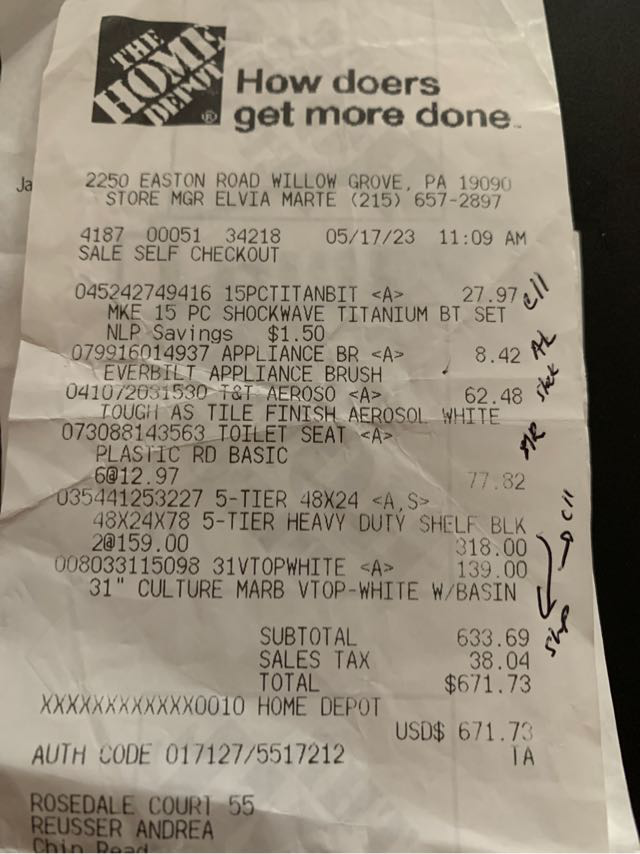 Ja
THE
HOME
DEPOT
®
How doers
get more done™
2250 EASTON ROAD WILLOW GROVE, PA 19090
STORE MGR ELVIA MARTE (215) 657-2897
4187 00051 34218 05/17/23 11:09 AM
SALE SELF CHECKOUT
045242749416 15PCTITANBIT <A> 27.97
MKE 15 PC SHOCKWAVE TITANIUM BT SET
NLP Savings $1.50
079916014937 APPLIANCE BR <A> 8.42
EVERBILT APPLIANCE BRUSH
041072031530 T&T AEROSO <A> 62.48
TOUGH AS TILE FINISH AEROSOL WHITE
073088143563 TOILET SEAT <A>
PLASTIC RD BASIC
6@12.97 77.82
035441253227 5-TIER 48X24 <A,S>
48X24X78 5-TIER HEAVY DUTY SHELF BLK
2@159.00 318.00
008033115098 31VTOPWHITE <A> 139.00
31" CULTURE MARB VTOP-WHITE W/BASIN
SUBTOTAL 633.69
SALES TAX 38.04
TOTAL $671.73
XXXXXXXXXXXX0010 HOME DEPOT
USD$ 671.73
AUTH CODE 017127/5517212 TA
ROSEDALE COURT 55
REUSSER ANDREA
Chip Read